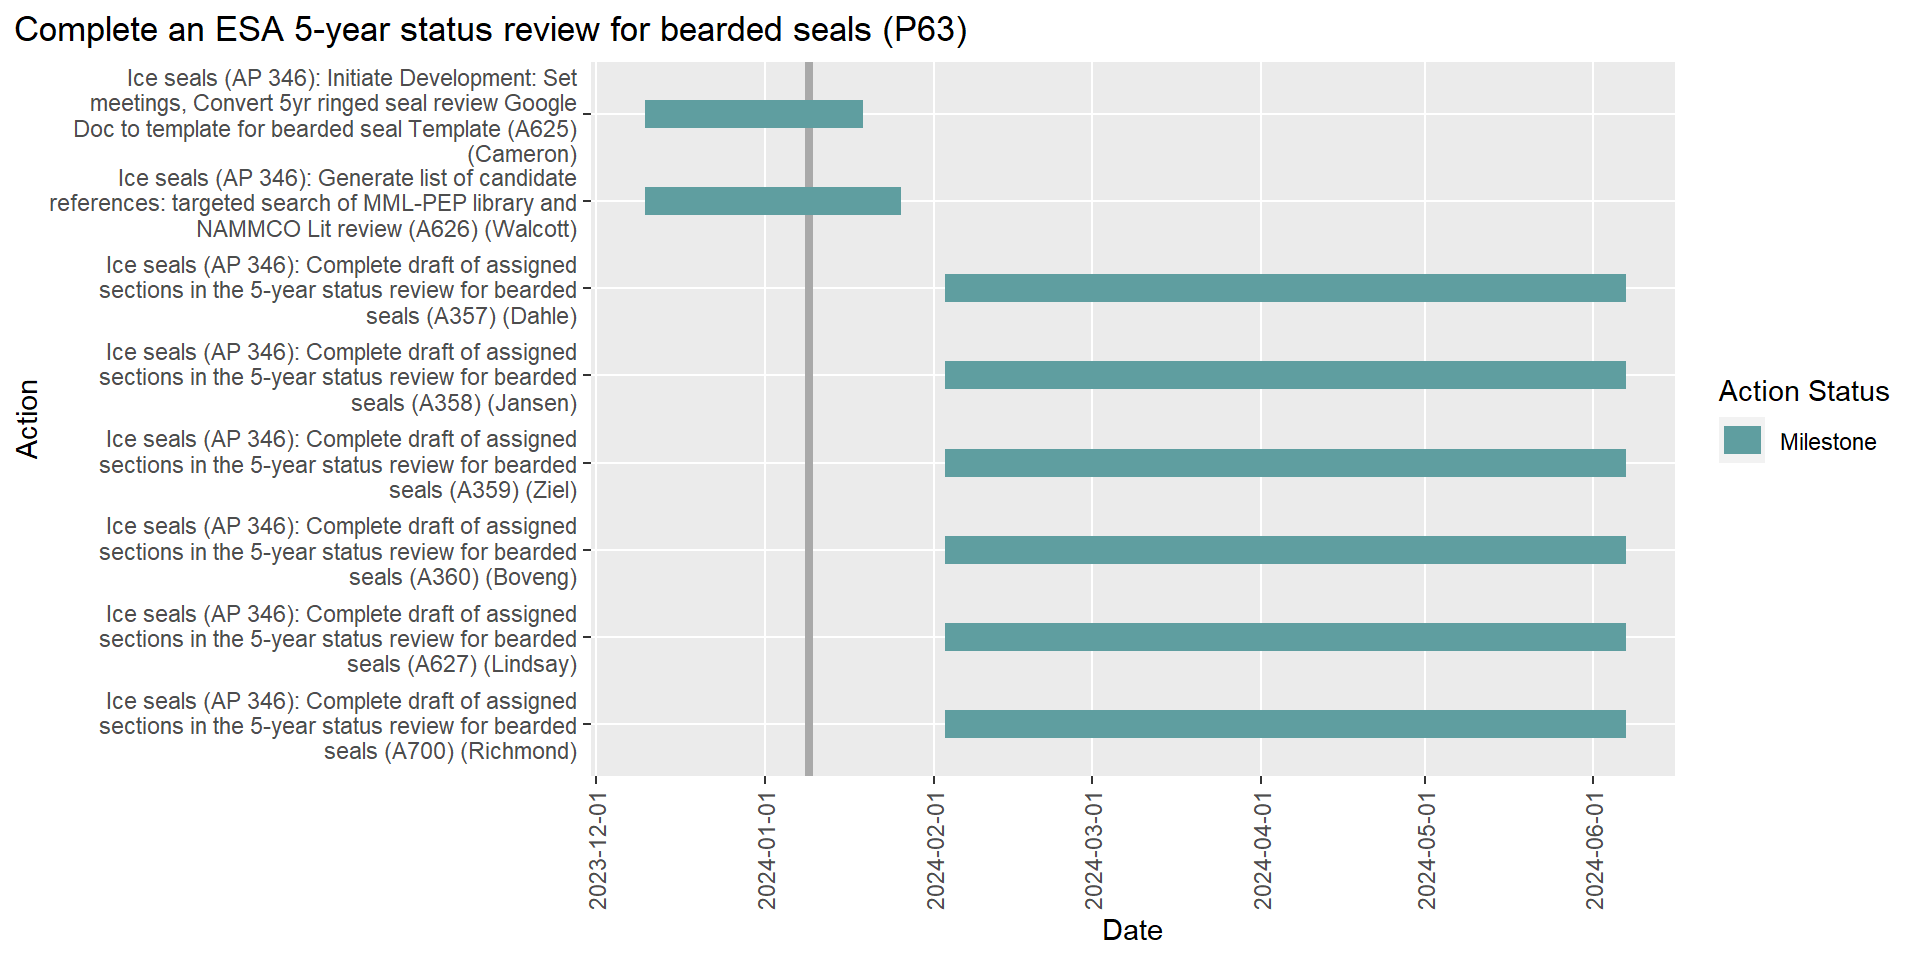 Complete an ESA 5-year status review for bearded seals (P63)
Ice seals (AP 346): Initiate Development: Set
meetings, Convert 5yr ringed seal review Google
Doc to template for bearded seal Template (A625)
(Cameron)
Ice seals (AP 346): Generate list of candidate
references: targeted search of MML-PEP library and
NAMMCO Lit review (A626) (Walcott)
Ice seals (AP 346): Complete draft of assigned
sections in the 5-year status review for bearded
seals (A357) (Dahle)
Ice seals (AP 346): Complete draft of assigned
sections in the 5-year status review for bearded
seals (A358) (Jansen)
Ice seals (AP 346): Complete draft of assigned
sections in the 5-year status review for bearded
seals (A359) (Ziel)
Ice seals (AP 346): Complete draft of assigned
sections in the 5-year status review for bearded
seals (A360) (Boveng)
Ice seals (AP 346): Complete draft of assigned
sections in the 5-year status review for bearded
seals (A627) (Lindsay)
Ice seals (AP 346): Complete draft of assigned
sections in the 5-year status review for bearded
seals (A700) (Richmond)
Action
2023-12-01
2024-01-01
2024-02-01
2024-03-01
2024-04-01
2024-05-01
2024-06-01
Date
Action Status
Milestone